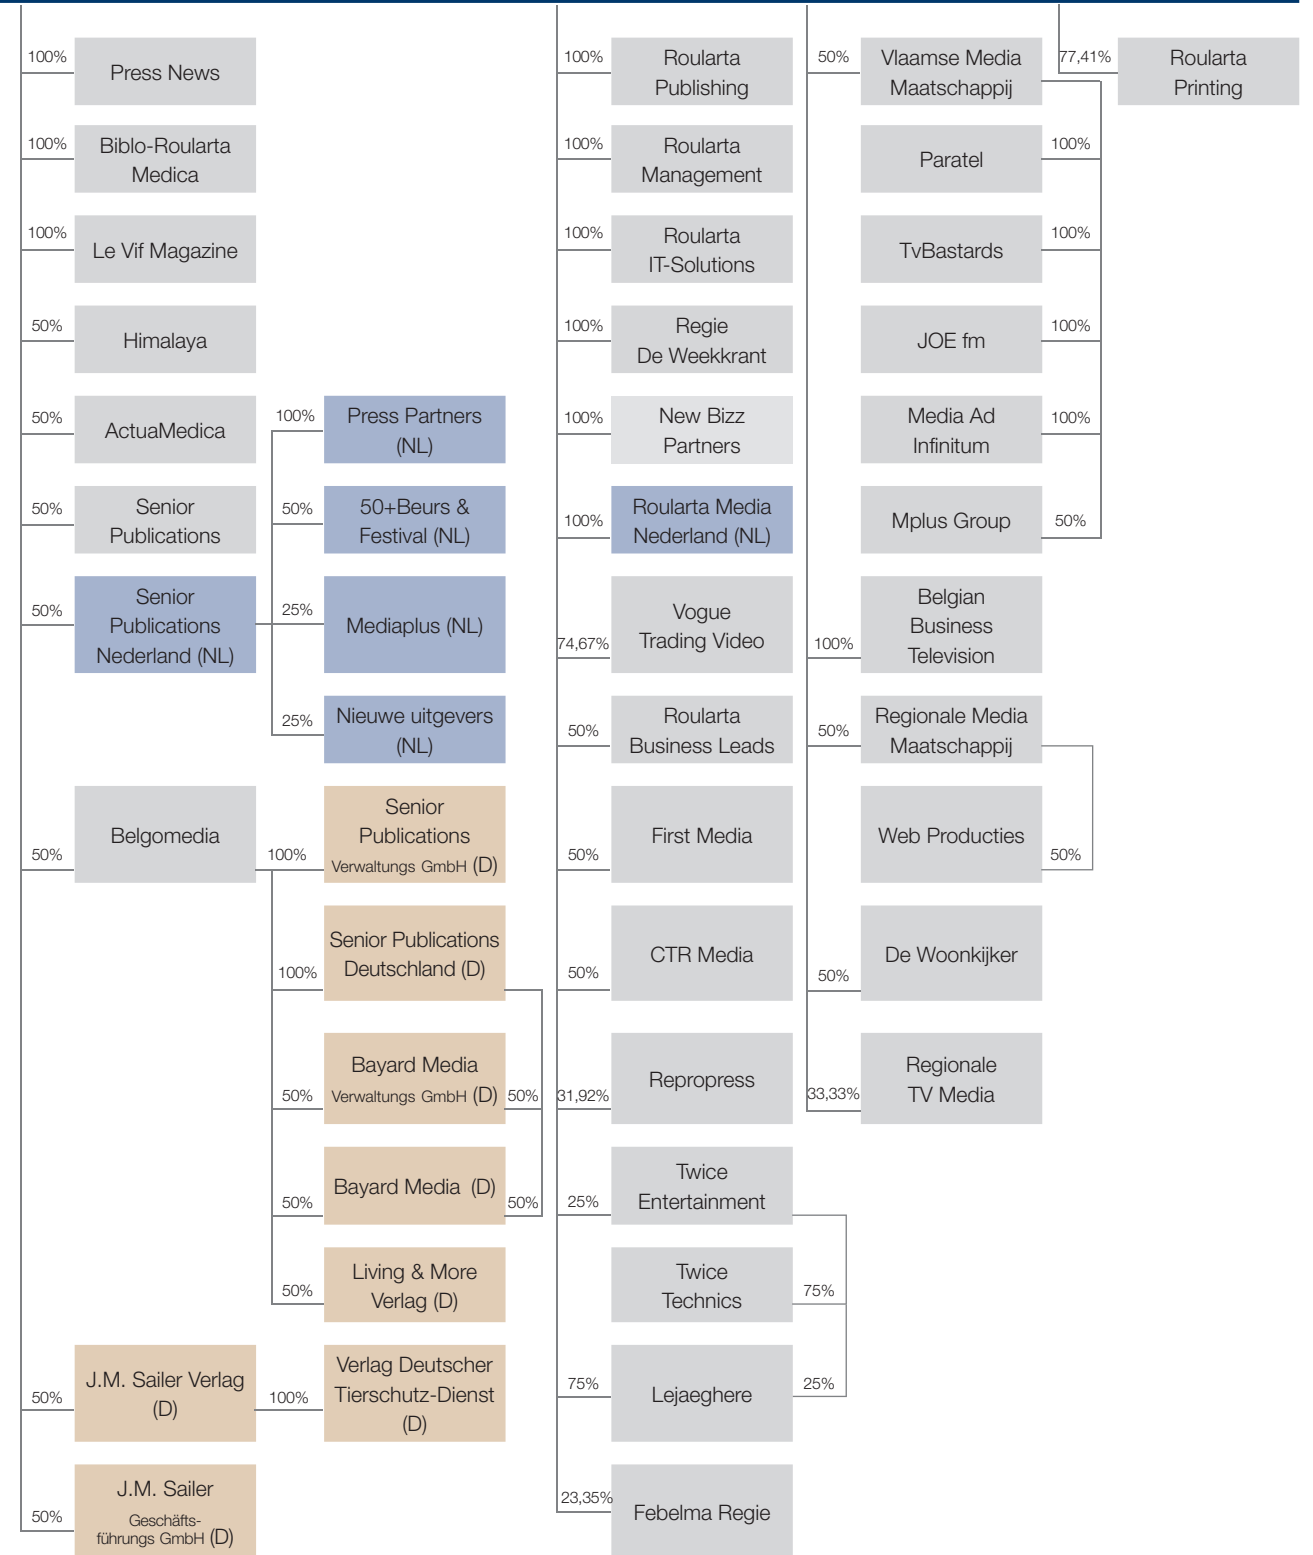 100%
Press News
100%
Biblo-Roularta
Medica
100%
Le Vif Magazine
50%
Himalaya
50%
ActuaMedica
50%
Senior
Publications
50%
Senior
Publications
Nederland (NL)
100%
Press Partners
(NL)
50%
50+Beurs &
Festival (NL)
25%
Mediaplus (NL)
25%
Nieuwe uitgevers
(NL)
50%
Belgomedia
100%
Senior
Publications
Verwaltungs GmbH (D)
100%
Senior Publications
Deutschland (D)
50%
Bayard Media
Verwaltungs GmbH (D)
50%
50%
Bayard Media (D)
50%
50%
Living & More
Verlag (D)
50%
J.M. Sailer Verlag
(D)
100%
Verlag Deutscher
Tierschutz-Dienst
(D)
50%
J.M. Sailer
Geschäfts-
führungs GmbH (D)
100%
Roularta
Publishing
100%
Roularta
Management
100%
Roularta
IT-Solutions
100%
Regie
De Weekkrant
100%
New Bizz
Partners
100%
Roularta Media
Nederland (NL)
74,67%
Vogue
Trading Video
50%
Roularta
Business Leads
50%
First Media
50%
CTR Media
31,92%
Repropress
25%
Twice
Entertainment
Twice
Technics
75%
75%
Lejaeghere
25%
23,35%
Febelma Regie
50%
Vlaamse Media
Maatschappij
Paratel
100%
TvBastards
100%
JOE fm
100%
Media Ad
Infinitum
100%
Mplus Group
50%
100%
Belgian
Business
Television
50%
Regionale Media
Maatschappij
Web Producties
50%
50%
De Woonkijker
33,33%
Regionale
TV Media
77,41%
Roularta
Printing